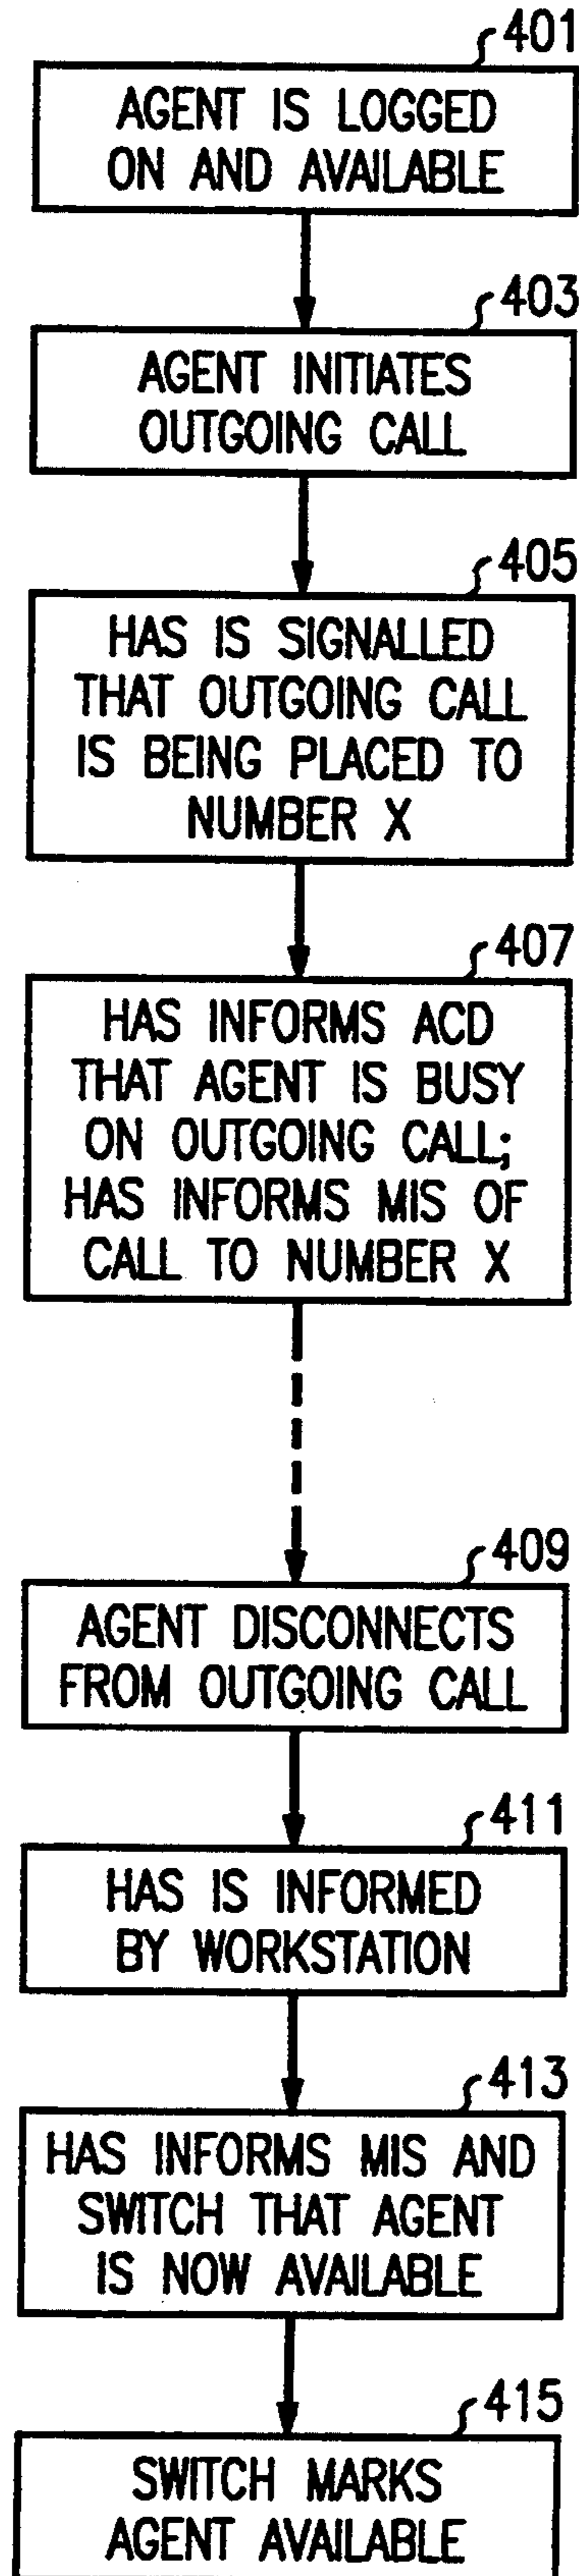 401
AGENT IS LOGGED
ON AND AVAILABLE
403
AGENT INITIATES
OUTGOING CALL
405
HAS IS SIGNALLED
THAT OUTGOING CALL
IS BEING PLACED TO
NUMBER X
407
HAS INFORMS ACD
THAT AGENT IS BUSY
ON OUTGOING CALL;
HAS INFORMS MIS OF
CALL TO NUMBER X
409
AGENT DISCONNECTS
FROM OUTGOING CALL
411
HAS IS INFORMED
BY WORKSTATION
413
HAS INFORMS MIS AND
SWITCH THAT AGENT
IS NOW AVAILABLE
415
SWITCH MARKS
AGENT AVAILABLE